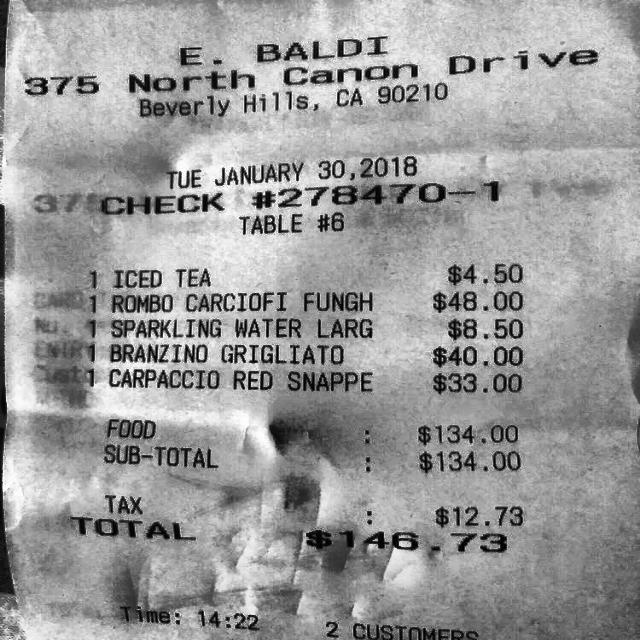 E. BALDI
375 North Canon Drive
Beverly Hills, CA 90210
TUE JANUARY 30,2018
CHECK #278470-1
TABLE #6
1 ICED TEA $4.50
1 ROMBO CARCIOFI FUNGH $48.00
1 SPARKLING WATER LARG $8.50
1 BRANZINO GRIGLIATO $40.00
1 CARPACCIO RED SNAPPE $33.00
FOOD : $134.00
SUB-TOTAL : $134.00
TAX : $12.73
TOTAL $146.73
Time: 14:22 2 CUSTOMERS